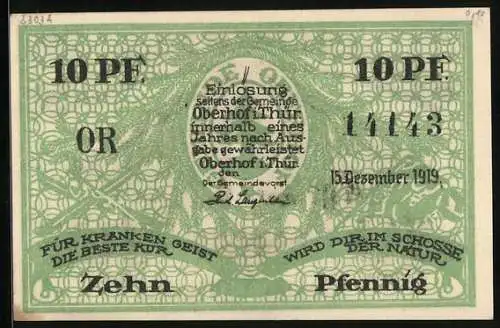 10 PF.
10 PF.
Einlösung
seitens der Gemeinde
Oberhof i. Thür.
innerhalb eines
Jahres nach Aus-
gabe gewährleistet
Oberhof i. Thür.
den
Der Gemeindevorst.
OR
14143
15. Dezember 1919.
FÜR KRANKEN GEIST
DIE BESTE KUR
WIRD DIR IM SCHOSSE
DER NATUR
Zehn
Pfennig